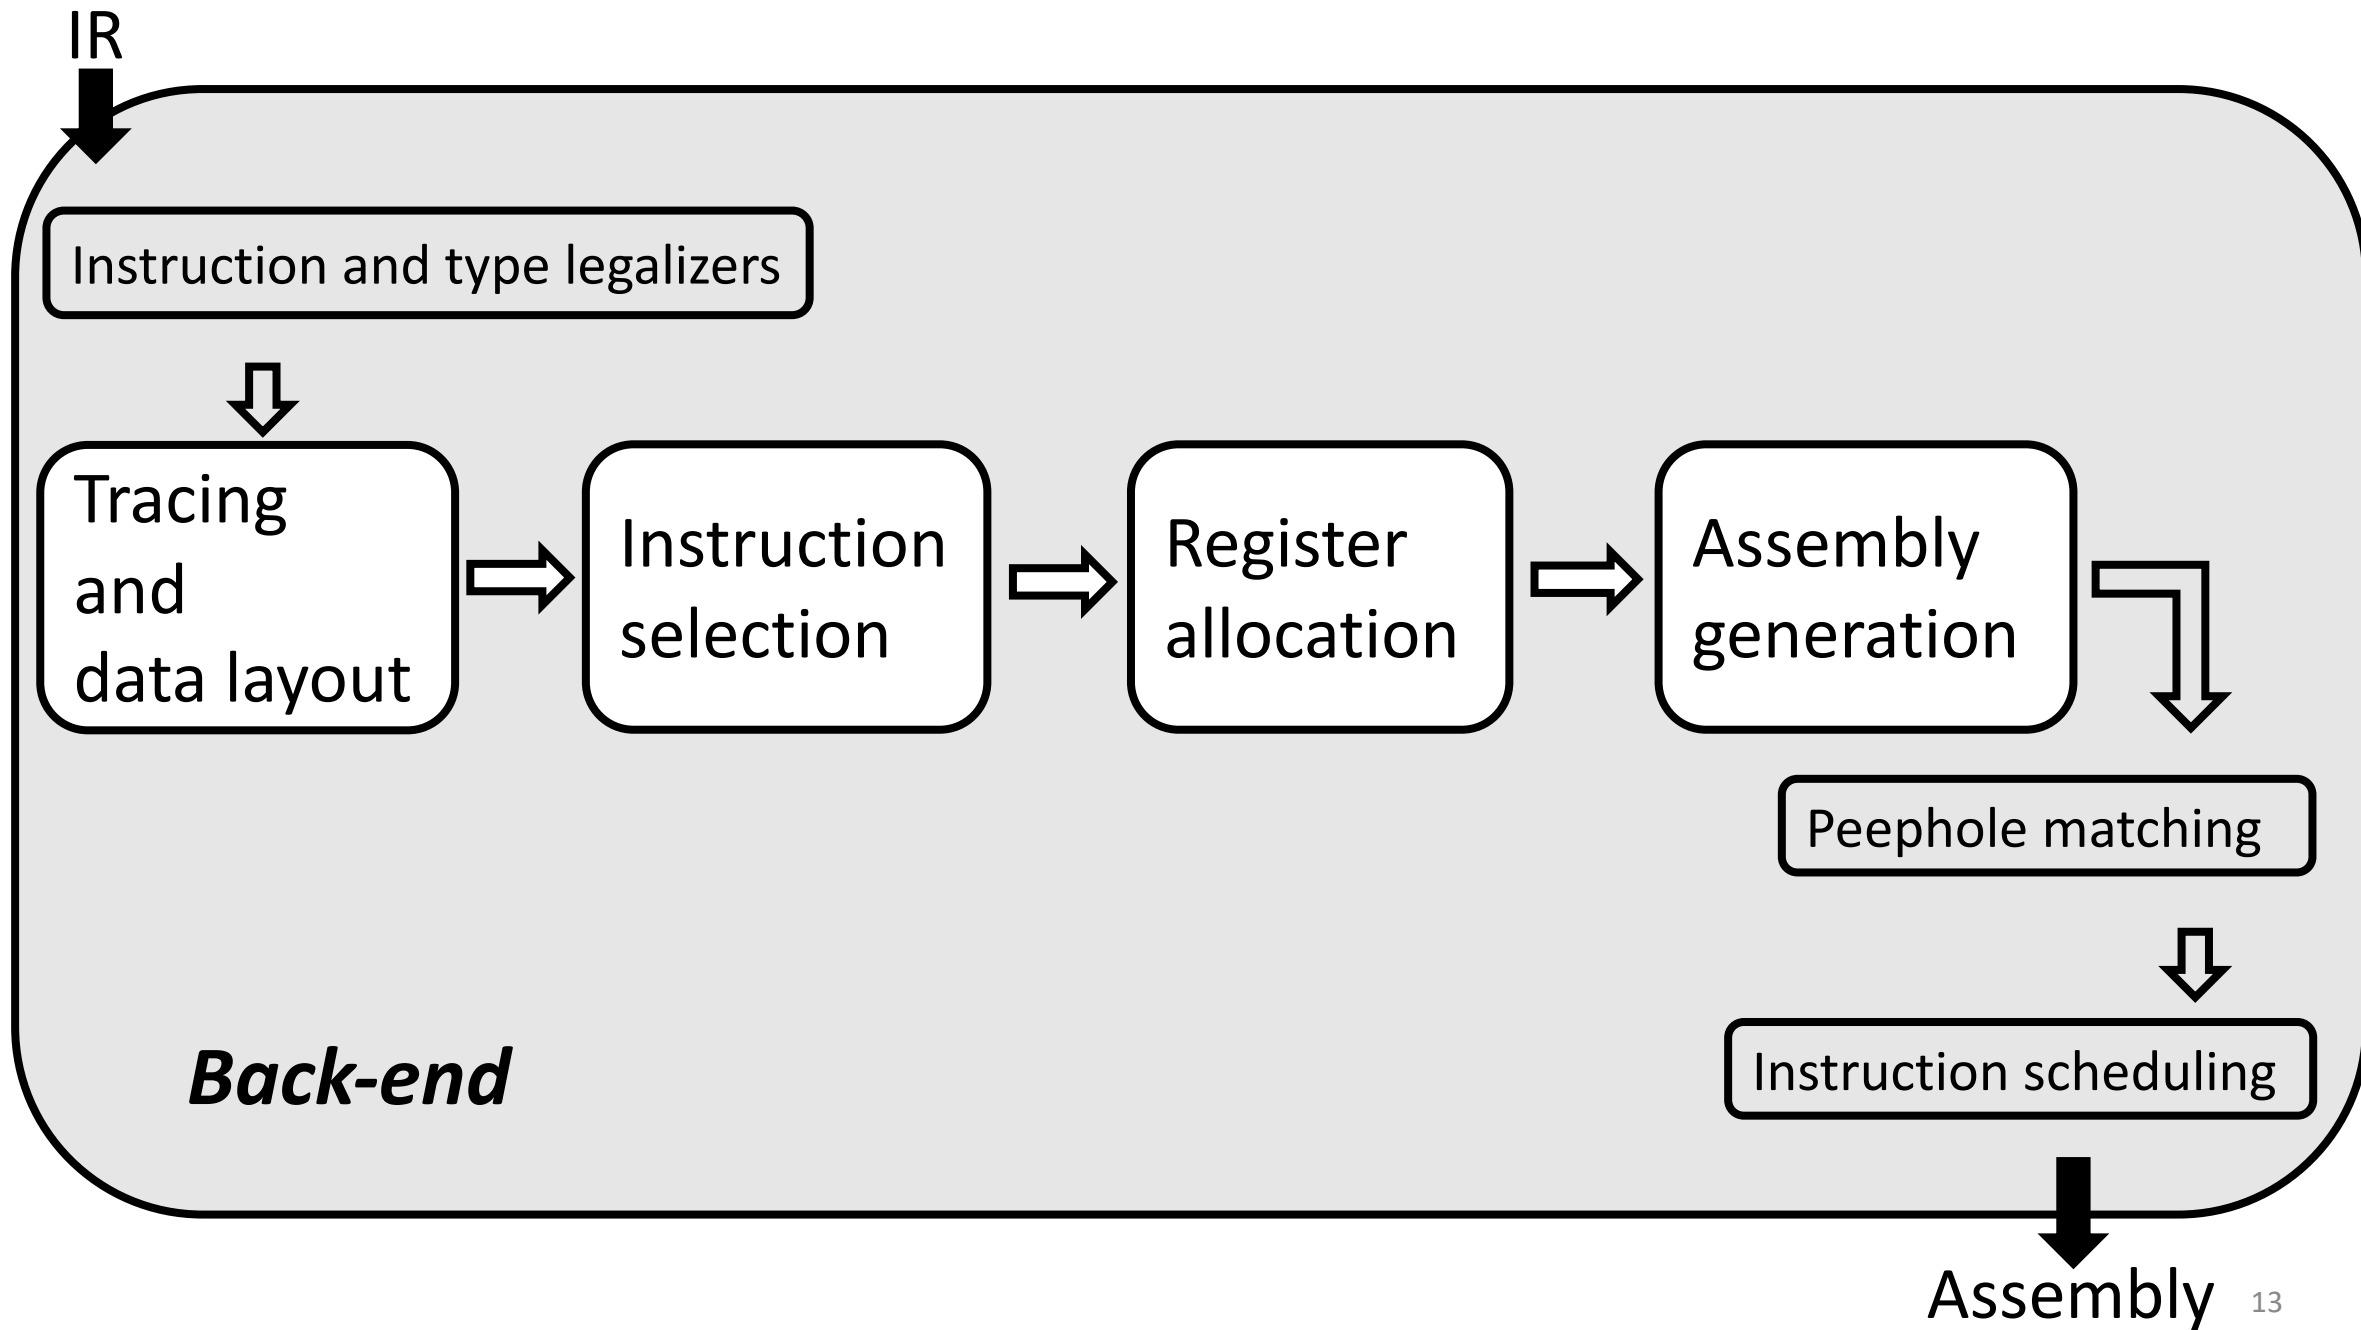 IR
Instruction and type legalizers
Tracing
and
data layout
Instruction
selection
Register
allocation
Assembly
generation
Peephole matching
Instruction scheduling
Back-end
Assembly
13